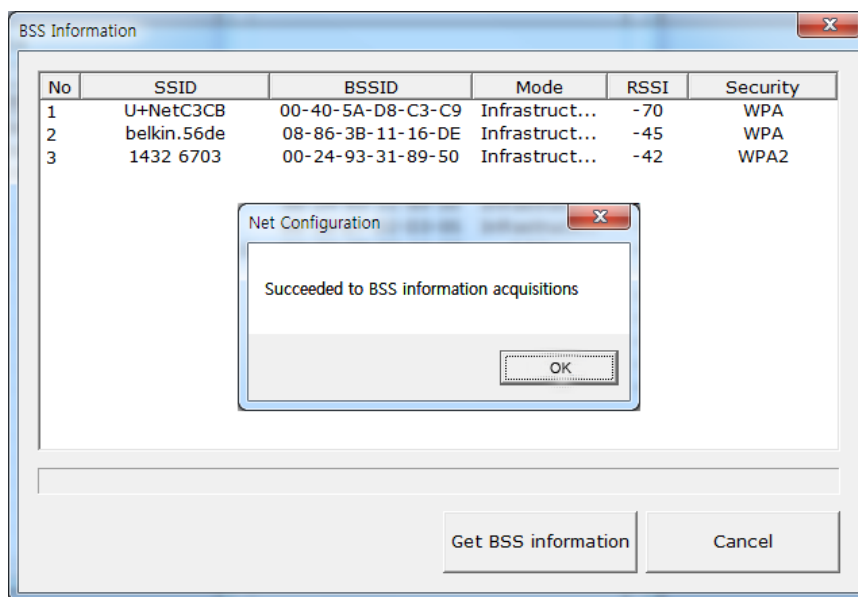 BSS Information
No SSID BSSID Mode RSSI Security
1 U+NetC3CB 00-40-5A-D8-C3-C9 Infrastruct... -70 WPA
2 belkin.56de 08-86-3B-11-16-DE Infrastruct... -45 WPA
3 1432 6703 00-24-93-31-89-50 Infrastruct... -42 WPA2
Net Configuration
Succeeded to BSS information acquisitions
OK
Get BSS information Cancel